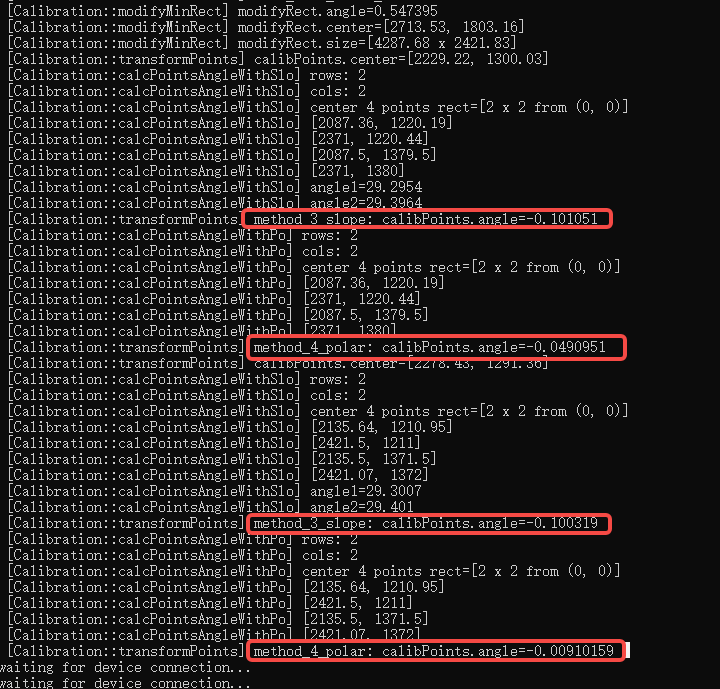 [Calibration::modifyMinRect] modifyRect.angle=0.547395
[Calibration::modifyMinRect] modifyRect.center=[2713.53, 1803.16]
[Calibration::modifyMinRect] modifyRect.size=[4287.68 x 2421.83]
[Calibration::transformPoints] calibPoints.center=[2229.22, 1300.03]
[Calibration::calcPointsAngleWithSlo] rows: 2
[Calibration::calcPointsAngleWithSlo] cols: 2
[Calibration::calcPointsAngleWithSlo] center 4 points rect=[2 x 2 from (0, 0)]
[Calibration::calcPointsAngleWithSlo] [2087.36, 1220.19]
[Calibration::calcPointsAngleWithSlo] [2371, 1220.44]
[Calibration::calcPointsAngleWithSlo] [2087.5, 1379.5]
[Calibration::calcPointsAngleWithSlo] [2371, 1380]
[Calibration::calcPointsAngleWithSlo] angle1=29.2954
[Calibration::calcPointsAngleWithSlo] angle2=29.3964
[Calibration::transformPoints] method_3_slope: calibPoints.angle=-0.101051
[Calibration::calcPointsAngleWithPo] rows: 2
[Calibration::calcPointsAngleWithPo] cols: 2
[Calibration::calcPointsAngleWithPo] center 4 points rect=[2 x 2 from (0, 0)]
[Calibration::calcPointsAngleWithPo] [2087.36, 1220.19]
[Calibration::calcPointsAngleWithPo] [2371, 1220.44]
[Calibration::calcPointsAngleWithPo] [2087.5, 1379.5]
[Calibration::calcPointsAngleWithPo] [2371, 1380]
[Calibration::transformPoints] method_4_polar: calibPoints.angle=-0.0490951
[Calibration::transformPoints] calibPoints.center=[2278.43, 1291.36]
[Calibration::calcPointsAngleWithSlo] rows: 2
[Calibration::calcPointsAngleWithSlo] cols: 2
[Calibration::calcPointsAngleWithSlo] center 4 points rect=[2 x 2 from (0, 0)]
[Calibration::calcPointsAngleWithSlo] [2135.64, 1210.95]
[Calibration::calcPointsAngleWithSlo] [2421.5, 1211]
[Calibration::calcPointsAngleWithSlo] [2135.5, 1371.5]
[Calibration::calcPointsAngleWithSlo] [2421.07, 1372]
[Calibration::calcPointsAngleWithSlo] angle1=29.3007
[Calibration::calcPointsAngleWithSlo] angle2=29.401
[Calibration::transformPoints] method_3_slope: calibPoints.angle=-0.100319
[Calibration::calcPointsAngleWithPo] rows: 2
[Calibration::calcPointsAngleWithPo] cols: 2
[Calibration::calcPointsAngleWithPo] center 4 points rect=[2 x 2 from (0, 0)]
[Calibration::calcPointsAngleWithPo] [2135.64, 1210.95]
[Calibration::calcPointsAngleWithPo] [2421.5, 1211]
[Calibration::calcPointsAngleWithPo] [2135.5, 1371.5]
[Calibration::calcPointsAngleWithPo] [2421.07, 1372]
[Calibration::transformPoints] method_4_polar: calibPoints.angle=-0.00910159
waiting for device connection...
waiting for device connection...